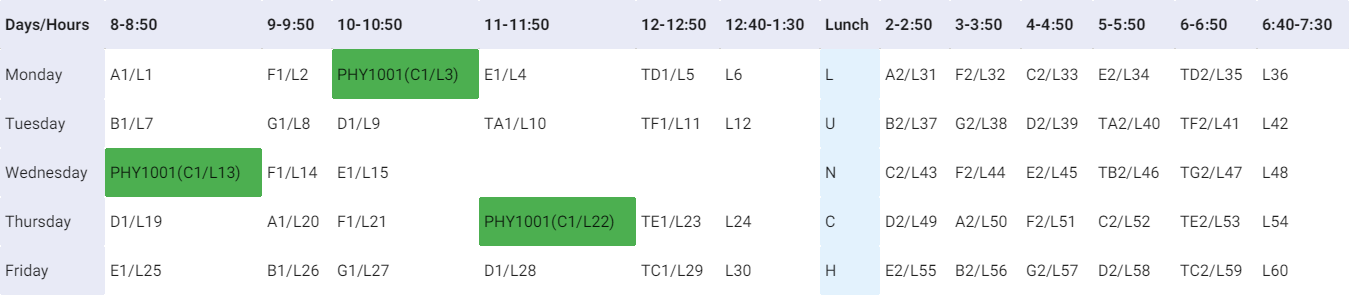 Days/Hours 8-8:50 9-9:50 10-10:50 11-11:50 12-12:50 12:40-1:30 Lunch 2-2:50 3-3:50 4-4:50 5-5:50 6-6:50 6:40-7:30
Monday A1/L1 F1/L2 PHY1001(C1/L3) E1/L4 TD1/L5 L6 L A2/L31 F2/L32 C2/L33 E2/L34 TD2/L35 L36
Tuesday B1/L7 G1/L8 D1/L9 TA1/L10 TF1/L11 L12 U B2/L37 G2/L38 D2/L39 TA2/L40 TF2/L41 L42
Wednesday PHY1001(C1/L13) F1/L14 E1/L15 N C2/L43 F2/L44 E2/L45 TB2/L46 TG2/L47 L48
Thursday D1/L19 A1/L20 F1/L21 PHY1001(C1/L22) TE1/L23 L24 C D2/L49 A2/L50 F2/L51 C2/L52 TE2/L53 L54
Friday E1/L25 B1/L26 G1/L27 D1/L28 TC1/L29 L30 H E2/L55 B2/L56 G2/L57 D2/L58 TC2/L59 L60